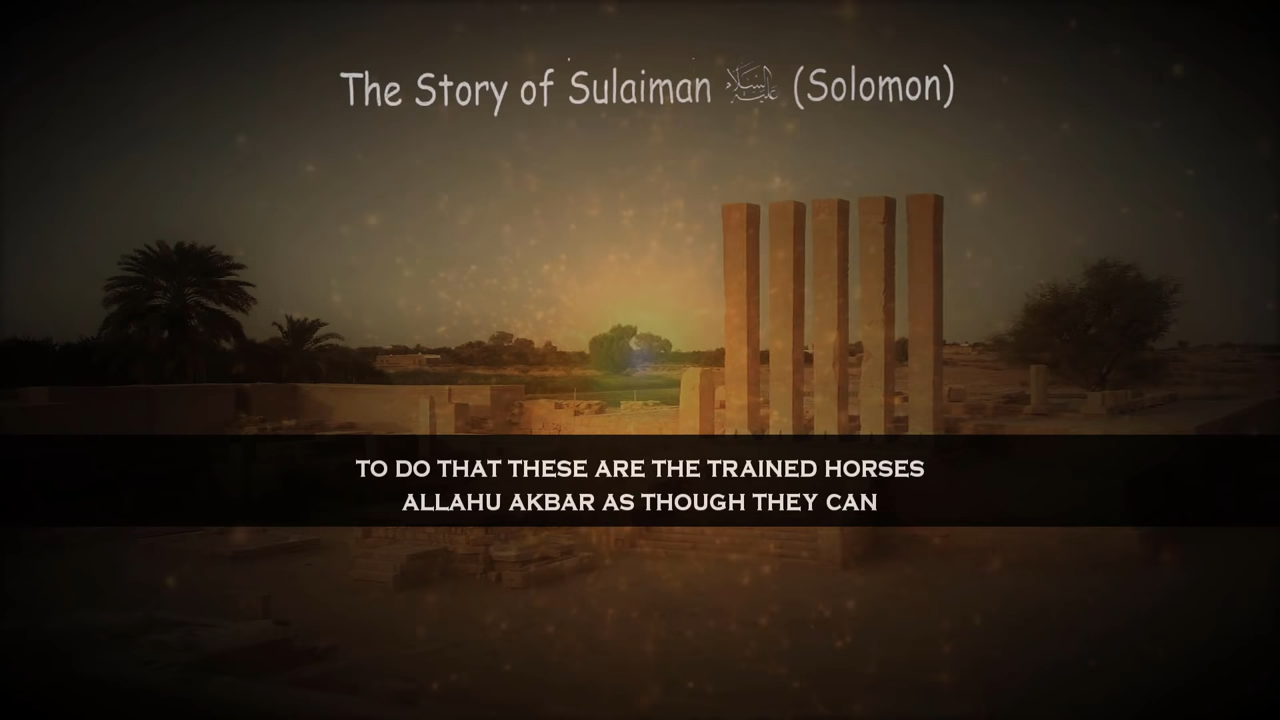 The Story of Sulaiman عليه السلام (Solomon)
TO DO THAT THESE ARE THE TRAINED HORSES
ALLAHU AKBAR AS THOUGH THEY CAN